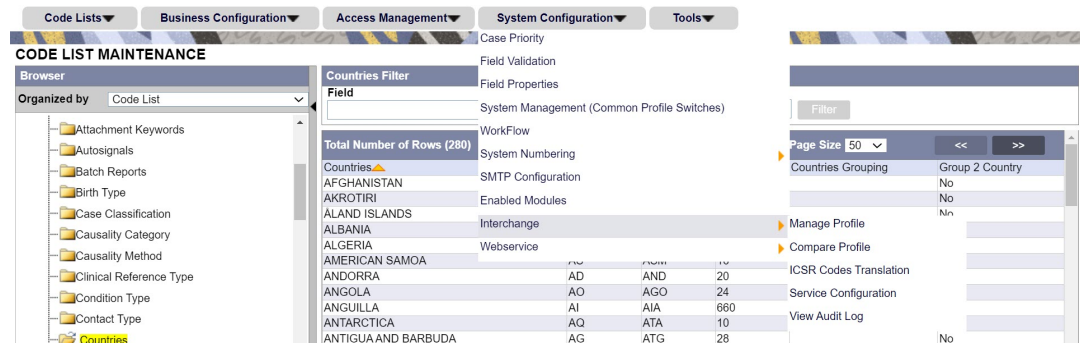 Code Lists Business Configuration Access Management System Configuration Tools
Case Priority
CODE LIST MAINTENANCE
Field Validation
Browser Countries Filter
Field Properties
Organized by Code List Field
System Management (Common Profile Switches) Filter
Attachment Keywords WorkFlow
Total Number of Rows (280) Page Size 50 << >>
Autosignals System Numbering
Countries Countries Grouping Group 2 Country
Batch Reports SMTP Configuration
AFGHANISTAN No
Birth Type Enabled Modules
AKROTIRI No
Case Classification
ÅLAND ISLANDS No
Interchange Manage Profile
ALBANIA
Causality Category
ALGERIA Webservice Compare Profile
Causality Method
AMERICAN SAMOA AS ASM 16
ICSR Codes Translation
Clinical Reference Type ANDORRA AD AND 20
ANGOLA AO AGO 24 Service Configuration
Condition Type
ANGUILLA AI AIA 660
Contact Type View Audit Log
ANTARCTICA AQ ATA 10
Countries ANTIGUA AND BARBUDA AG ATG 28 No